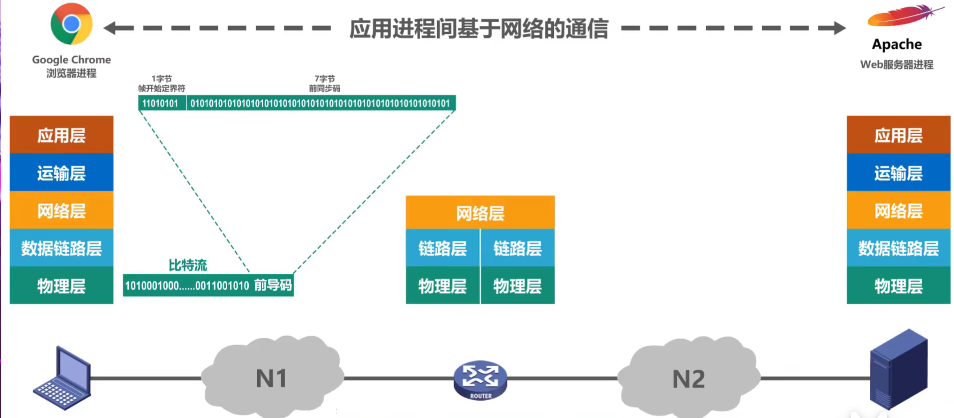 应用进程间基于网络的通信
Google Chrome
浏览器进程
Apache
Web服务器进程
1字节
帧开始定界符
7字节
前同步码
11010101
01010101010101010101010101010101010101010101010101010101
应用层
运输层
网络层
数据链路层
物理层
比特流
1010001000......0011001010
前导码
网络层
链路层
链路层
物理层
物理层
应用层
运输层
网络层
数据链路层
物理层
N1
ROUTER
N2